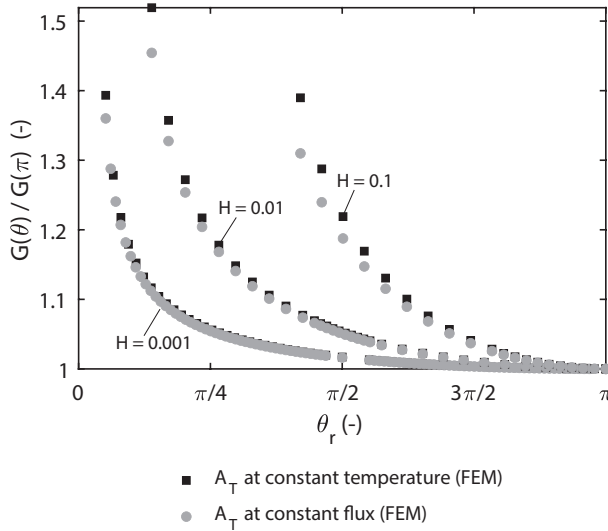 1.5
1.4
1.3
1.2
1.1
1
G(θ) / G(π) (-)
H = 0.1
H = 0.01
H = 0.001
0
π/4
π/2
3π/2
π
θr (-)
AT at constant temperature (FEM)
AT at constant flux (FEM)